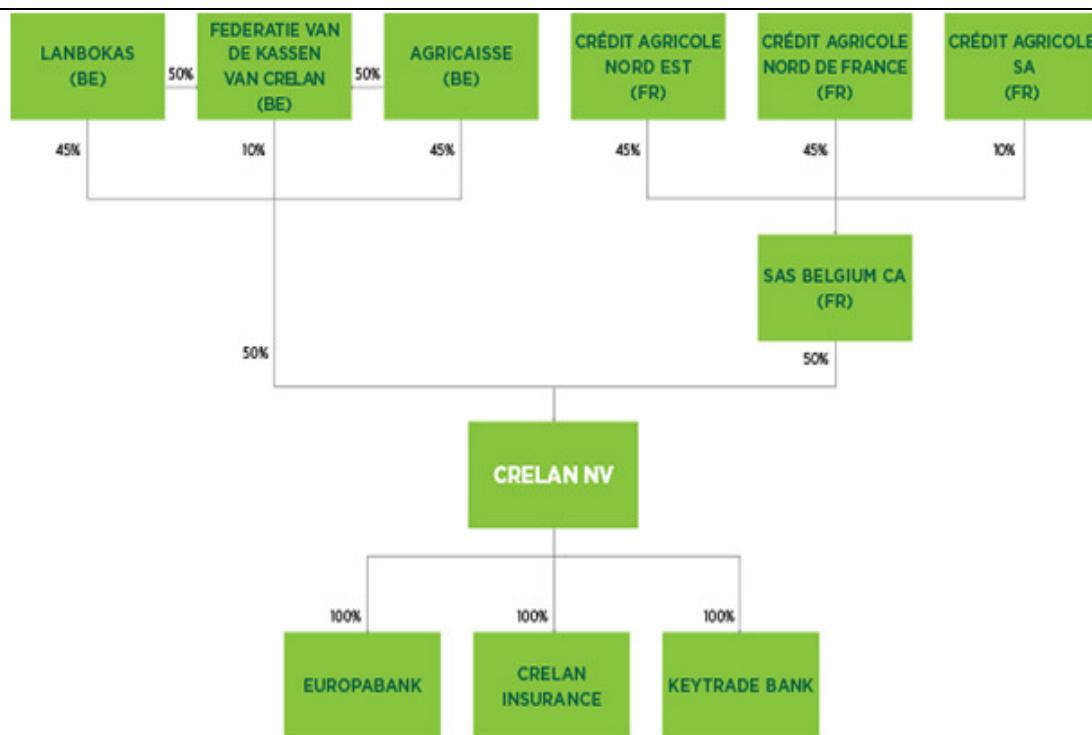 LANBOKAS
(BE)
50%
FEDERATIE VAN
DE KASSEN
VAN CRELAN
(BE)
50%
AGRICAISSE
(BE)
CRÉDIT AGRICOLE
NORD EST
(FR)
CRÉDIT AGRICOLE
NORD DE FRANCE
(FR)
CRÉDIT AGRICOLE
SA
(FR)
45%
10%
45%
45%
45%
10%
SAS BELGIUM CA
(FR)
50%
50%
CRELAN NV
100%
100%
100%
EUROPABANK
CRELAN
INSURANCE
KEYTRADE BANK